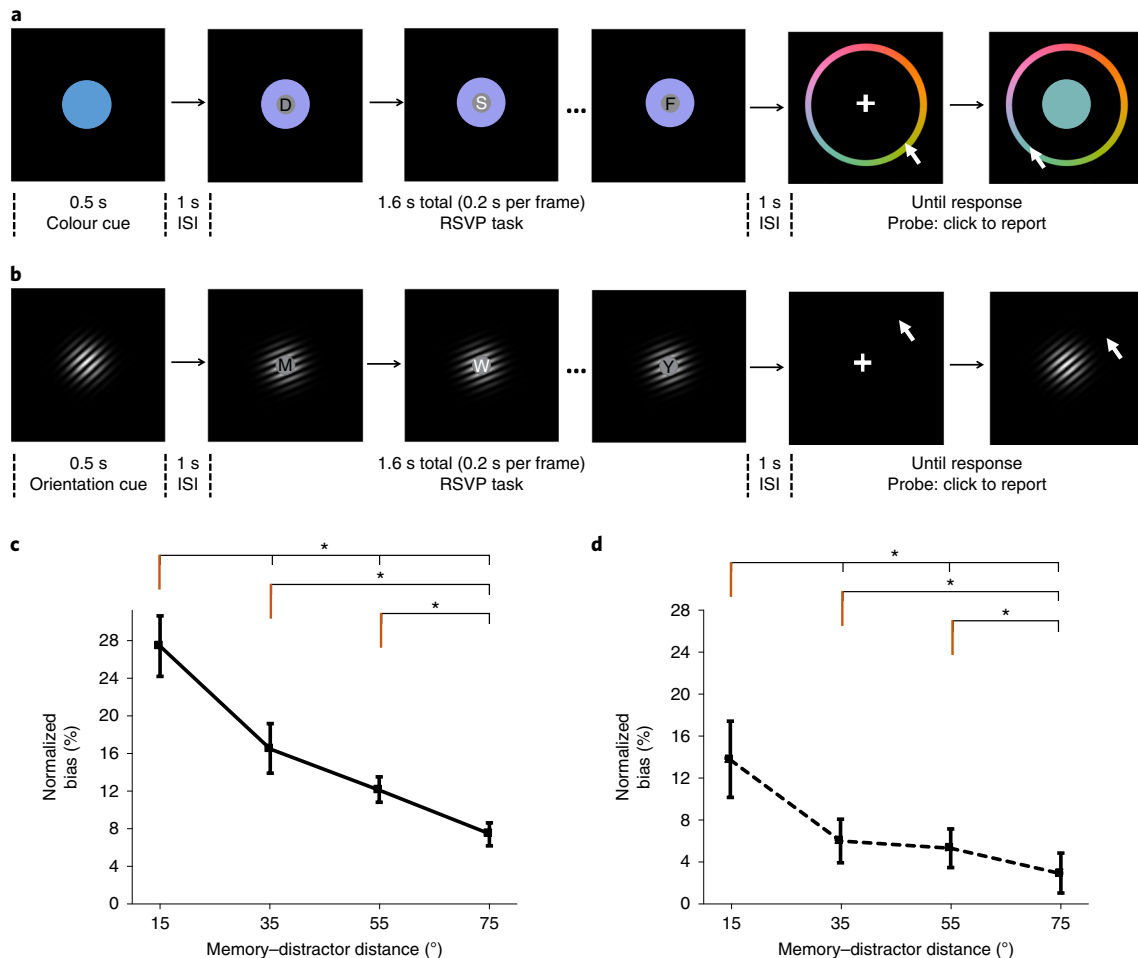 a
D
S
...
F
0.5 s
Colour cue
1 s
ISI
1.6 s total (0.2 s per frame)
RSVP task
1 s
ISI
Until response
Probe: click to report
b
M
W
...
Y
0.5 s
Orientation cue
1 s
ISI
1.6 s total (0.2 s per frame)
RSVP task
1 s
ISI
Until response
Probe: click to report
c
*
*
*
28
24
20
16
12
8
4
0
Normalized
bias (%)
15 35 55 75
Memory–distractor distance (°)
d
*
*
*
28
24
20
16
12
8
4
0
Normalized
bias (%)
15 35 55 75
Memory–distractor distance (°)